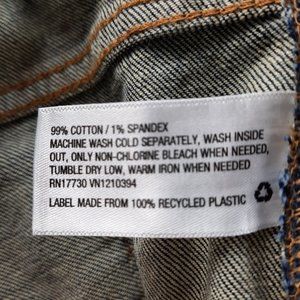 99% COTTON / 1% SPANDEX
MACHINE WASH COLD SEPARATELY, WASH INSIDE
OUT, ONLY NON-CHLORINE BLEACH WHEN NEEDED,
TUMBLE DRY LOW, WARM IRON WHEN NEEDED
RN17730 VN1210394
LABEL MADE FROM 100% RECYCLED PLASTIC